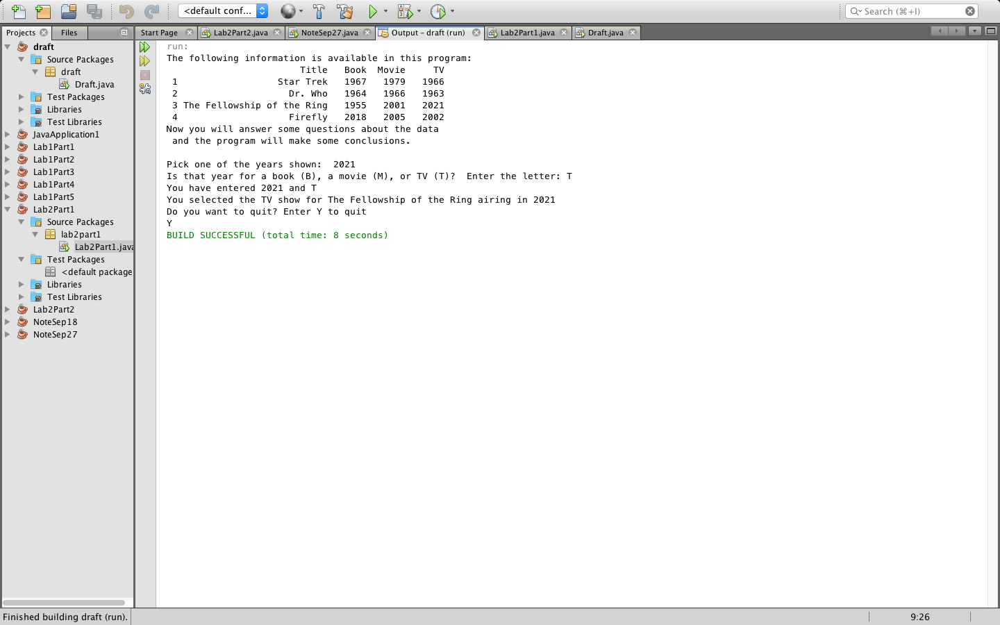 <default conf...
Search (⌘+I)
Projects
Files
Start Page
Lab2Part2.java
NoteSep27.java
Output – draft (run)
Lab2Part1.java
Draft.java
draft
Source Packages
draft
Draft.java
Test Packages
Libraries
Test Libraries
JavaApplication1
Lab1Part1
Lab1Part2
Lab1Part3
Lab1Part4
Lab1Part5
Lab2Part1
Source Packages
lab2part1
Lab2Part1.java
Test Packages
<default package
Libraries
Test Libraries
Lab2Part2
NoteSep18
NoteSep27
run:
The following information is available in this program:
Title Book Movie TV
1 Star Trek 1967 1979 1966
2 Dr. Who 1964 1966 1963
3 The Fellowship of the Ring 1955 2001 2021
4 Firefly 2018 2005 2002
Now you will answer some questions about the data
and the program will make some conclusions.
Pick one of the years shown: 2021
Is that year for a book (B), a movie (M), or TV (T)? Enter the letter: T
You have entered 2021 and T
You selected the TV show for The Fellowship of the Ring airing in 2021
Do you want to quit? Enter Y to quit
Y
BUILD SUCCESSFUL (total time: 8 seconds)
Finished building draft (run).
9:26